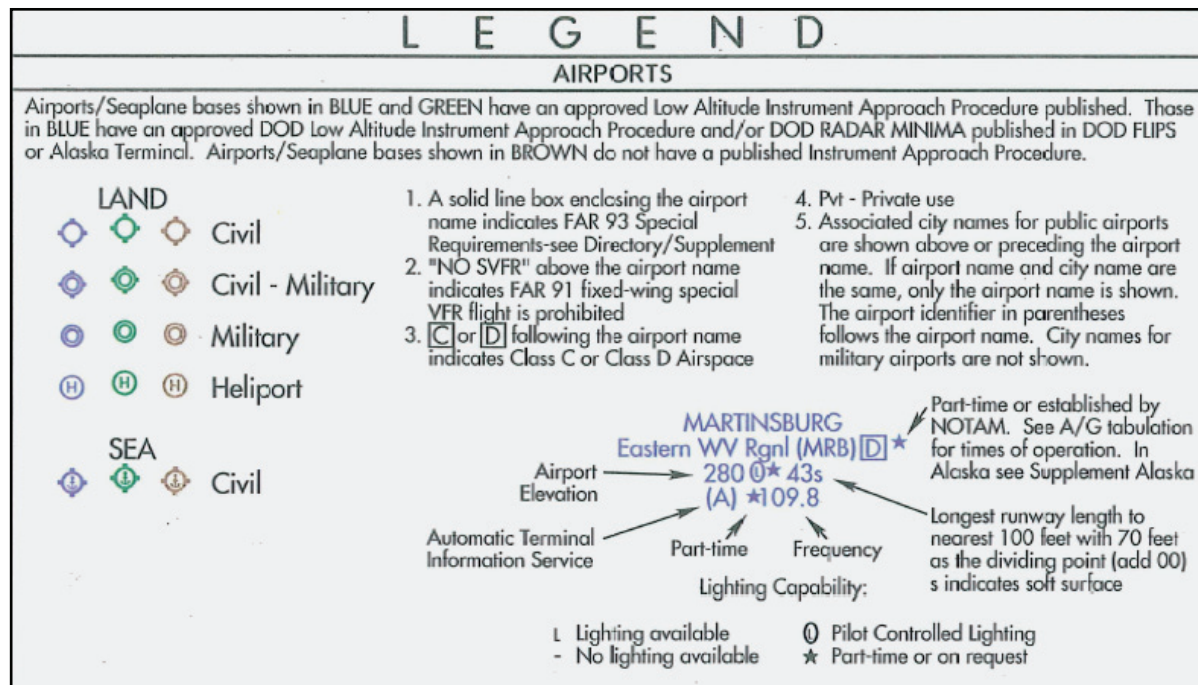 LEGEND
AIRPORTS
Airports/Seaplane bases shown in BLUE and GREEN have an approved Low Altitude Instrument Approach Procedure published. Those
in BLUE have an approved DOD Low Altitude Instrument Approach Procedure and/or DOD RADAR MINIMA published in DOD FLIPS
or Alaska Terminal. Airports/Seaplane bases shown in BROWN do not have a published Instrument Approach Procedure.
LAND
Civil
Civil - Military
Military
H H H Heliport
SEA
Civil
1. A solid line box enclosing the airport
name indicates FAR 93 Special
Requirements-see Directory/Supplement
2. "NO SVFR" above the airport name
indicates FAR 91 fixed-wing special
VFR flight is prohibited
3. C or D following the airport name
indicates Class C or Class D Airspace
4. Pvt - Private use
5. Associated city names for public airports
are shown above or preceding the airport
name. If airport name and city name are
the same, only the airport name is shown.
The airport identifier in parentheses
follows the airport name. City names for
military airports are not shown.
MARTINSBURG
Eastern WV Rgnl (MRB) D ★
280 Ⓛ★ 43s
(A) ★109.8
Airport
Elevation
Automatic Terminal
Information Service
Part-time
Frequency
Part-time or established by
NOTAM. See A/G tabulation
for times of operation. In
Alaska see Supplement Alaska
Longest runway length to
nearest 100 feet with 70 feet
as the dividing point (add 00)
s indicates soft surface
Lighting Capability:
L Lighting available
- No lighting available
Ⓛ Pilot Controlled Lighting
★ Part-time or on request